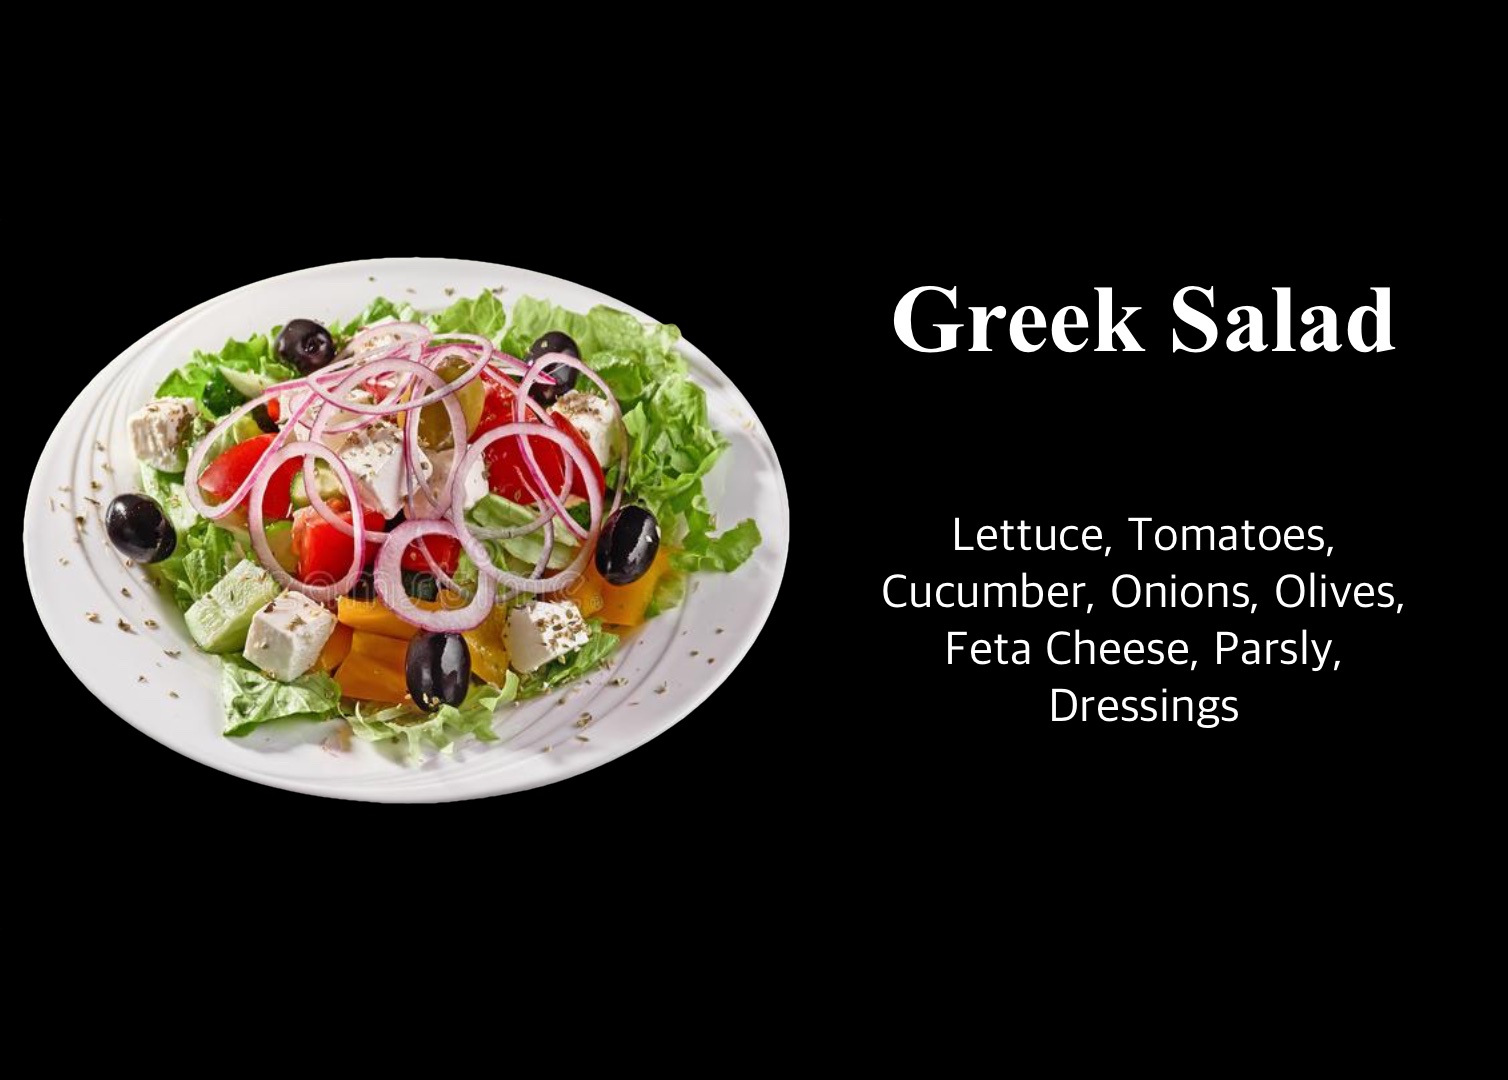 Greek Salad
Lettuce, Tomatoes,
Cucumber, Onions, Olives,
Feta Cheese, Parsly,
Dressings